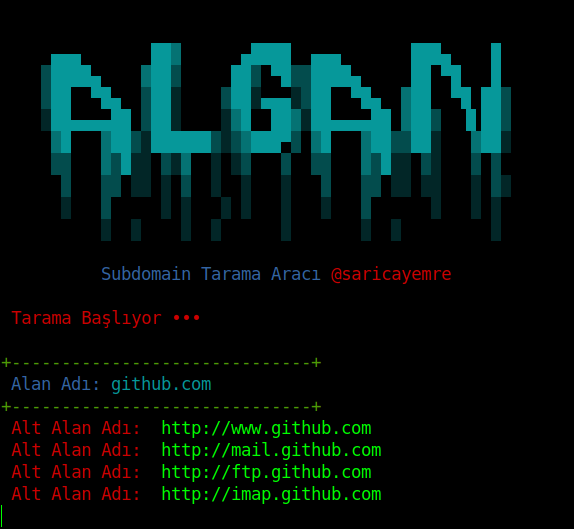 ALGAN
Subdomain Tarama Aracı @saricayemre
Tarama Başlıyor •••
+------------------------------+
Alan Adı: github.com
+------------------------------+
Alt Alan Adı: http://www.github.com
Alt Alan Adı: http://mail.github.com
Alt Alan Adı: http://ftp.github.com
Alt Alan Adı: http://imap.github.com